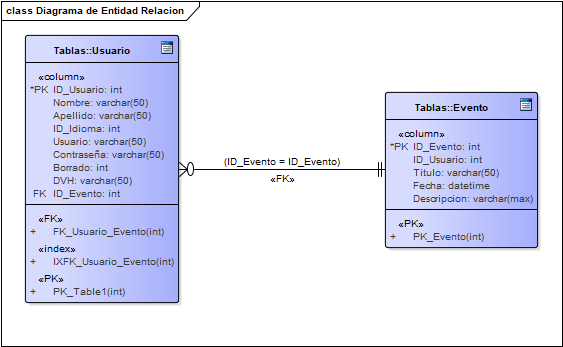 class Diagrama de Entidad Relacion
Tablas::Usuario
«column»
*PK ID_Usuario: int
Nombre: varchar(50)
Apellido: varchar(50)
ID_Idioma: int
Usuario: varchar(50)
Contraseña: varchar(50)
Borrado: int
DVH: varchar(50)
FK ID_Evento: int
«FK»
+ FK_Usuario_Evento(int)
«index»
+ IXFK_Usuario_Evento(int)
«PK»
+ PK_Table1(int)
(ID_Evento = ID_Evento)
«FK»
Tablas::Evento
«column»
*PK ID_Evento: int
ID_Usuario: int
Titulo: varchar(50)
Fecha: datetime
Descripcion: varchar(max)
«PK»
+ PK_Evento(int)